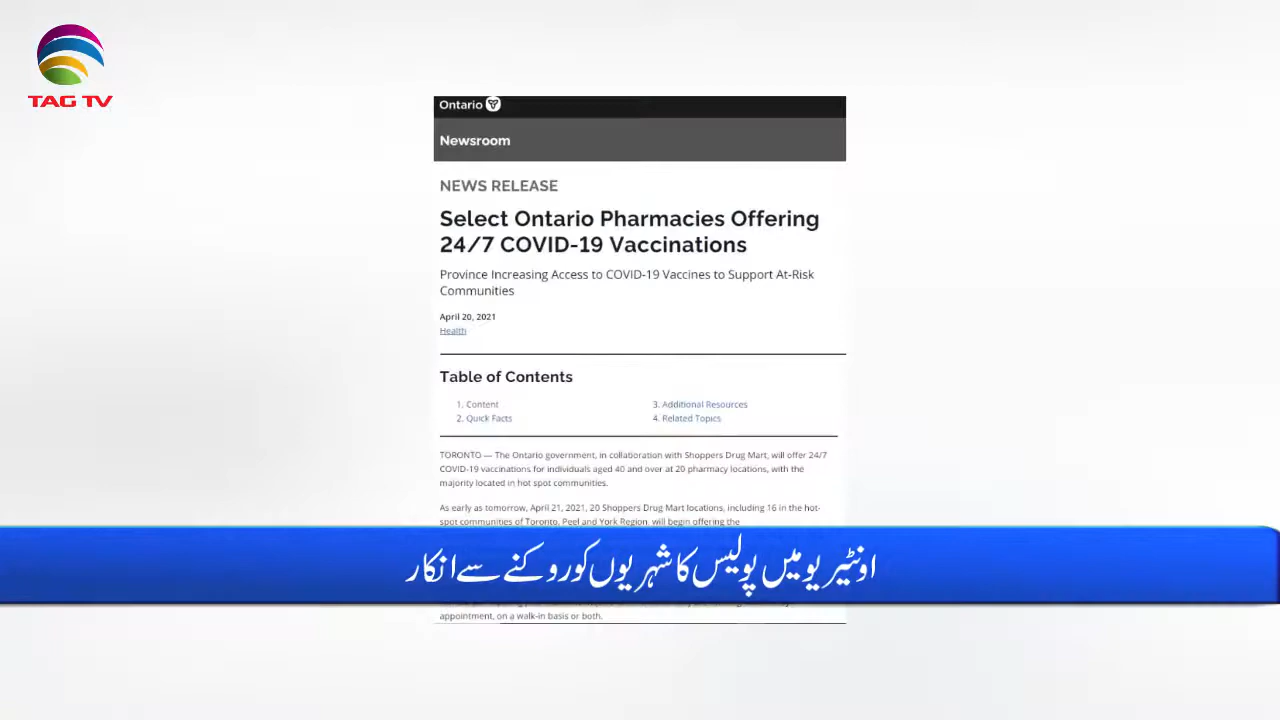 TAG TV
Ontario
Newsroom
NEWS RELEASE
Select Ontario Pharmacies Offering
24/7 COVID-19 Vaccinations
Province Increasing Access to COVID-19 Vaccines to Support At-Risk
Communities
April 20, 2021
Health
Table of Contents
1. Content
2. Quick Facts
3. Additional Resources
4. Related Topics
TORONTO — The Ontario government, in collaboration with Shoppers Drug Mart, will offer 24/7
COVID-19 vaccinations for individuals aged 40 and over at 20 pharmacy locations, with the
majority located in hot spot communities.
As early as tomorrow, April 21, 2021, 20 Shoppers Drug Mart locations, including 16 in the hot-
spot communities of Toronto, Peel and York Region, will begin offering the
اونٹیریو میں پولیس کا شہریوں کو روکنے سے انکار
appointment, on a walk-in basis or both.